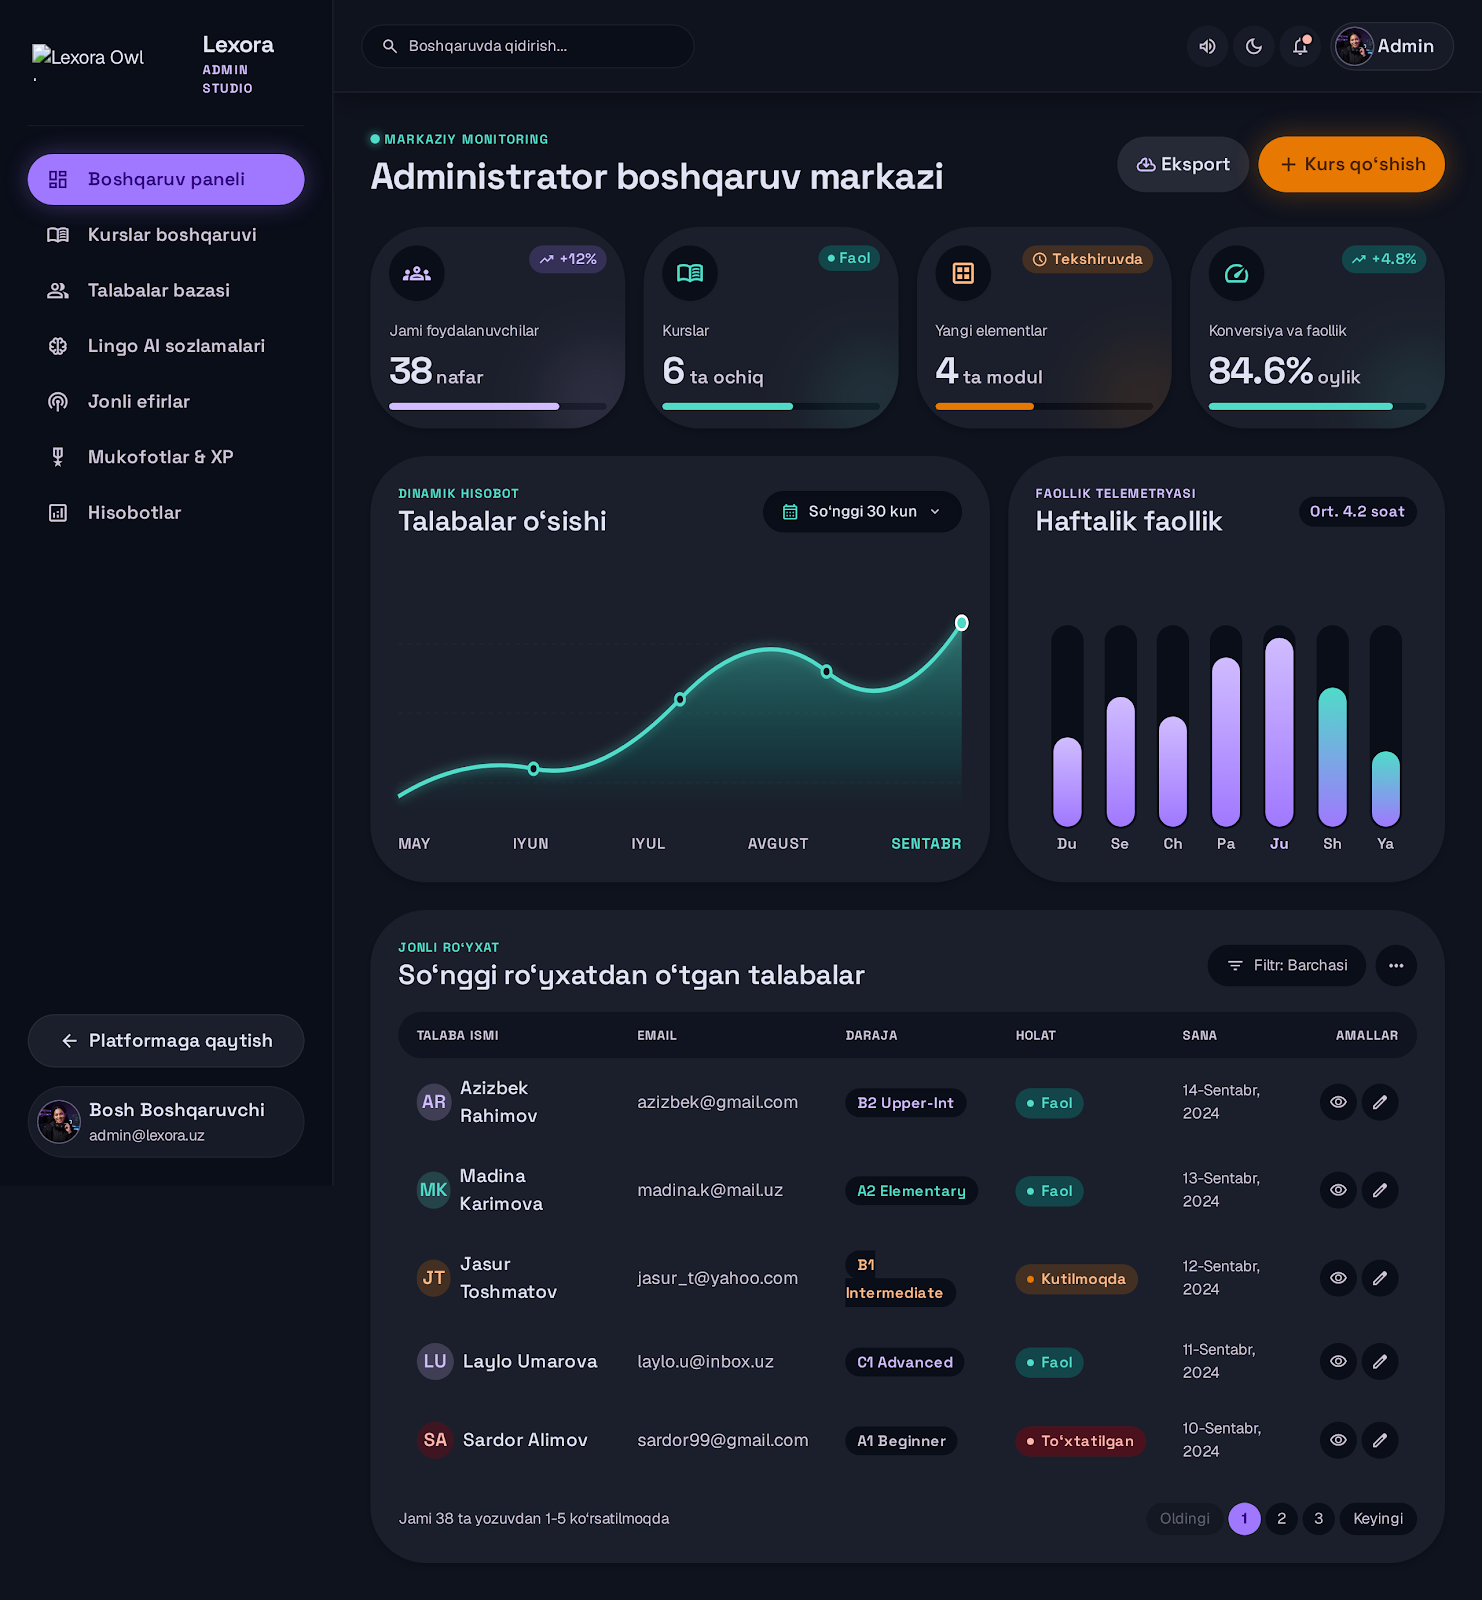 Lexora Owl
Lexora
ADMIN
STUDIO
Boshqaruv paneli
Kurslar boshqaruvi
Talabalar bazasi
Lingo AI sozlamalari
Jonli efirlar
Mukofotlar & XP
Hisobotlar
Platformaga qaytish
Bosh Boshqaruvchi
admin@lexora.uz
Boshqaruvda qidirish...
Admin
MARKAZIY MONITORING
Administrator boshqaruv markazi
Eksport
Kurs qo‘shish
+12%
Jami foydalanuvchilar
38 nafar
Faol
Kurslar
6 ta ochiq
Tekshiruvda
Yangi elementlar
4 ta modul
+4.8%
Konversiya va faollik
84.6% oylik
DINAMIK HISOBOT
Talabalar o‘sishi
So‘nggi 30 kun
MAY IYUN IYUL AVGUST SENTABR
FAOLLIK TELEMETRYASI
Haftalik faollik
Ort. 4.2 soat
Du Se Ch Pa Ju Sh Ya
JONLI RO‘YXAT
So‘nggi ro‘yxatdan o‘tgan talabalar
Filtr: Barchasi
TALABA ISMI EMAIL DARAJA HOLAT SANA AMALLAR
AR Azizbek Rahimov azizbek@gmail.com B2 Upper-Int Faol 14-Sentabr, 2024
MK Madina Karimova madina.k@mail.uz A2 Elementary Faol 13-Sentabr, 2024
JT Jasur Toshmatov jasur_t@yahoo.com B1 Intermediate Kutilmoqda 12-Sentabr, 2024
LU Laylo Umarova laylo.u@inbox.uz C1 Advanced Faol 11-Sentabr, 2024
SA Sardor Alimov sardor99@gmail.com A1 Beginner To‘xtatilgan 10-Sentabr, 2024
Jami 38 ta yozuvdan 1-5 ko‘rsatilmoqda
Oldingi 1 2 3 Keyingi